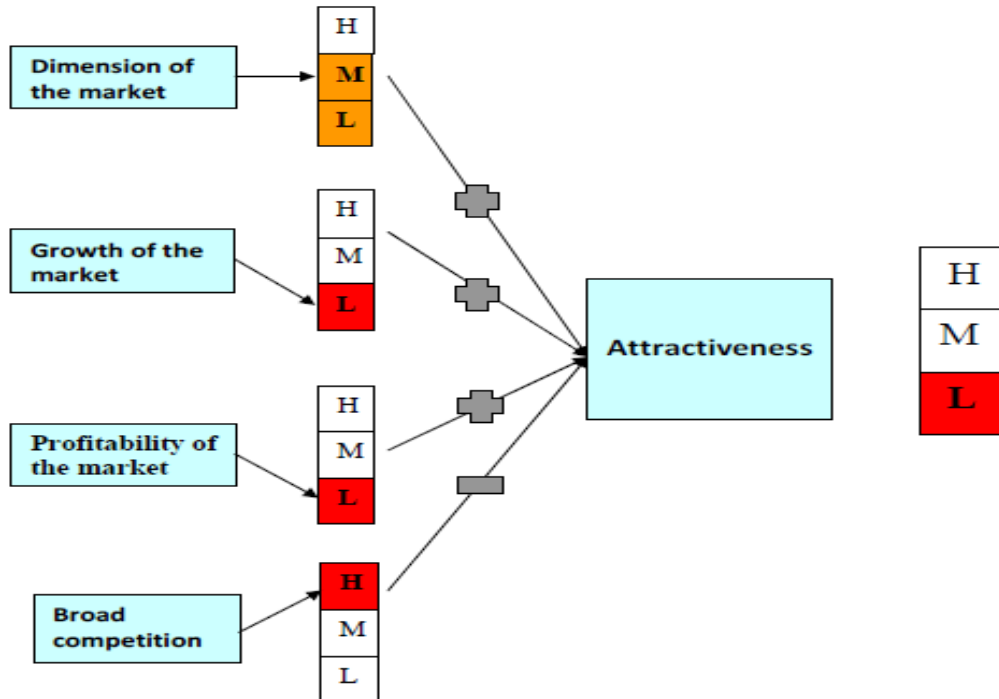 H
Dimension of
the market
M
L
H
Growth of the
market
M
L
H
M
L
Attractiveness
H
Profitability of
the market
M
L
H
Broad
competition
M
L